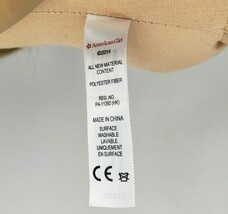 American Girl
©2014
ALL NEW MATERIAL
CONTENT
POLYESTER FIBER
REG. NO.
PA-11392 (HK)
MADE IN CHINA
SURFACE
WASHABLE
LAVABLE
UNIQUEMENT
EN SURFACE
CE